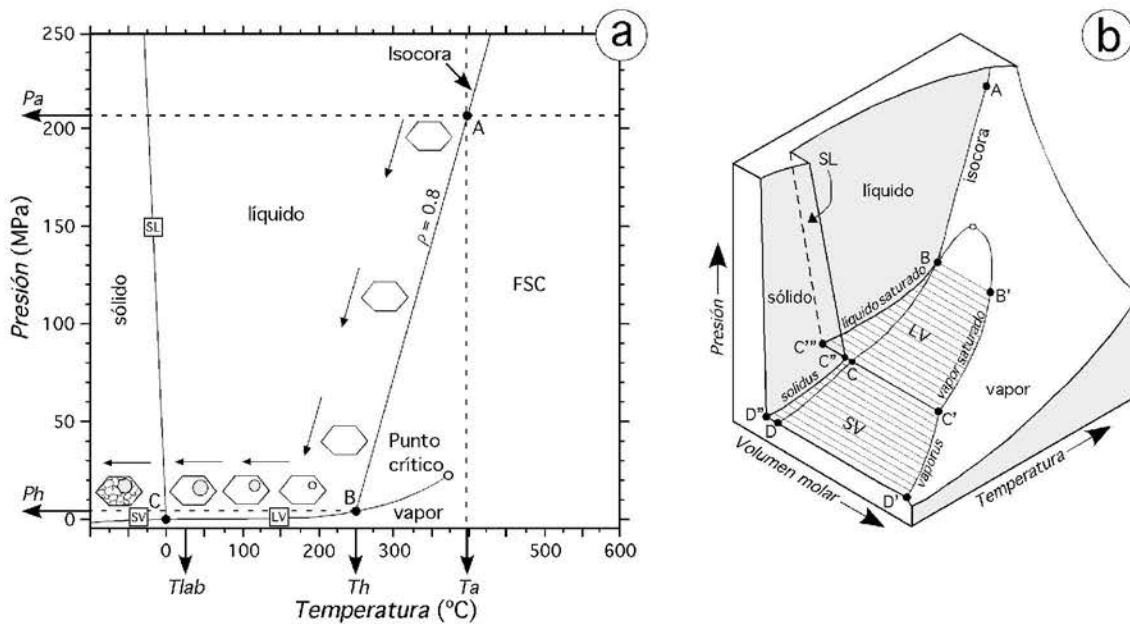 a
Presión (MPa)
250
200
150
100
50
0
Pa
Ph
Isocora
A
SL
líquido
ρ = 0.8
sólido
FSC
Punto
crítico
C
B
SV
LV
vapor
0
100
200
300
500
600
Tlab
Th
Ta
Temperatura (ºC)
b
A
SL
isocora
líquido
Presión
sólido
B
líquido saturado
B'
LV
C'''
C''
C
vapor saturado
solidus
vapor
D''
D
SV
C'
vaporus
D'
Volumen molar
Temperatura